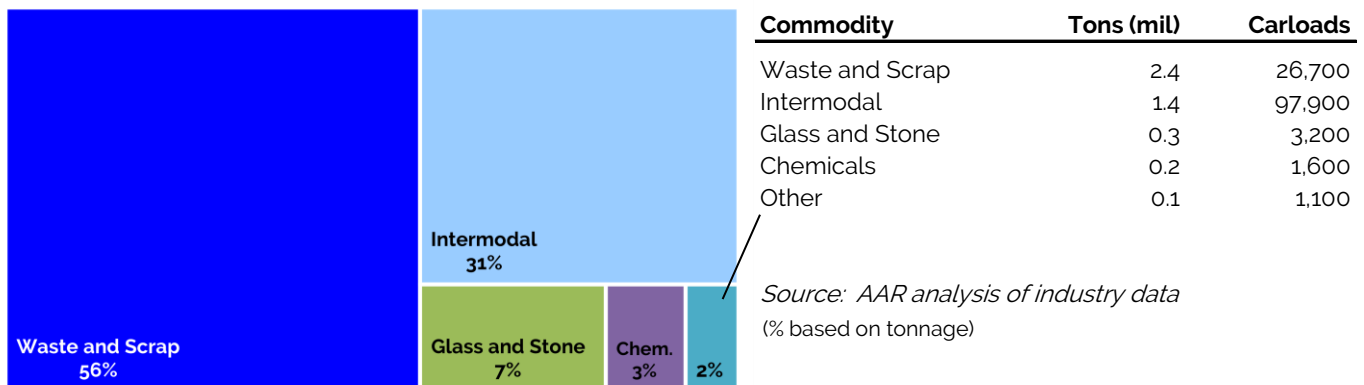 Waste and Scrap
56%
Intermodal
31%
Glass and Stone
7%
Chem.
3%
2%
Commodity Tons (mil) Carloads
Waste and Scrap 2.4 26,700
Intermodal 1.4 97,900
Glass and Stone 0.3 3,200
Chemicals 0.2 1,600
Other 0.1 1,100
Source: AAR analysis of industry data
(% based on tonnage)